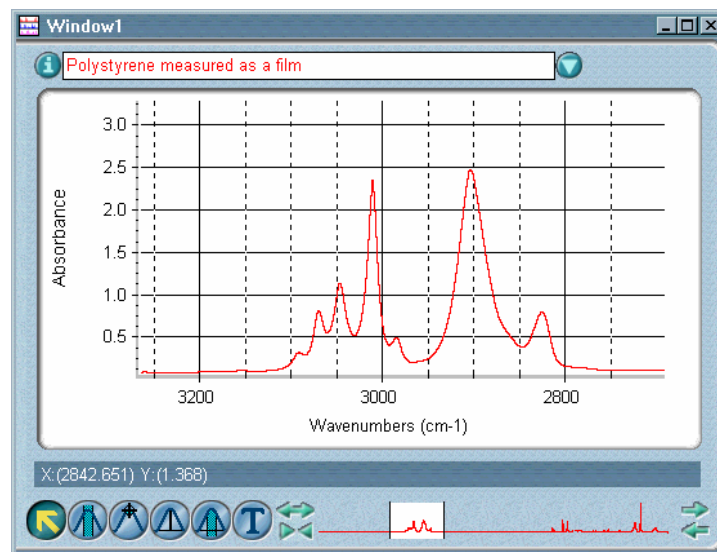 Window1
Polystyrene measured as a film
3.0
2.5
2.0
1.5
1.0
0.5
Absorbance
3200 3000 2800
Wavenumbers (cm-1)
X:(2842.651) Y:(1.368)
T